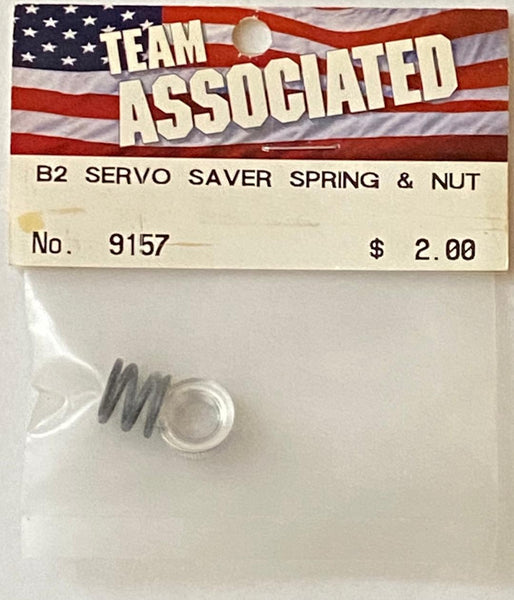 TEAM
ASSOCIATED
B2 SERVO SAVER SPRING & NUT
No. 9157 $ 2.00